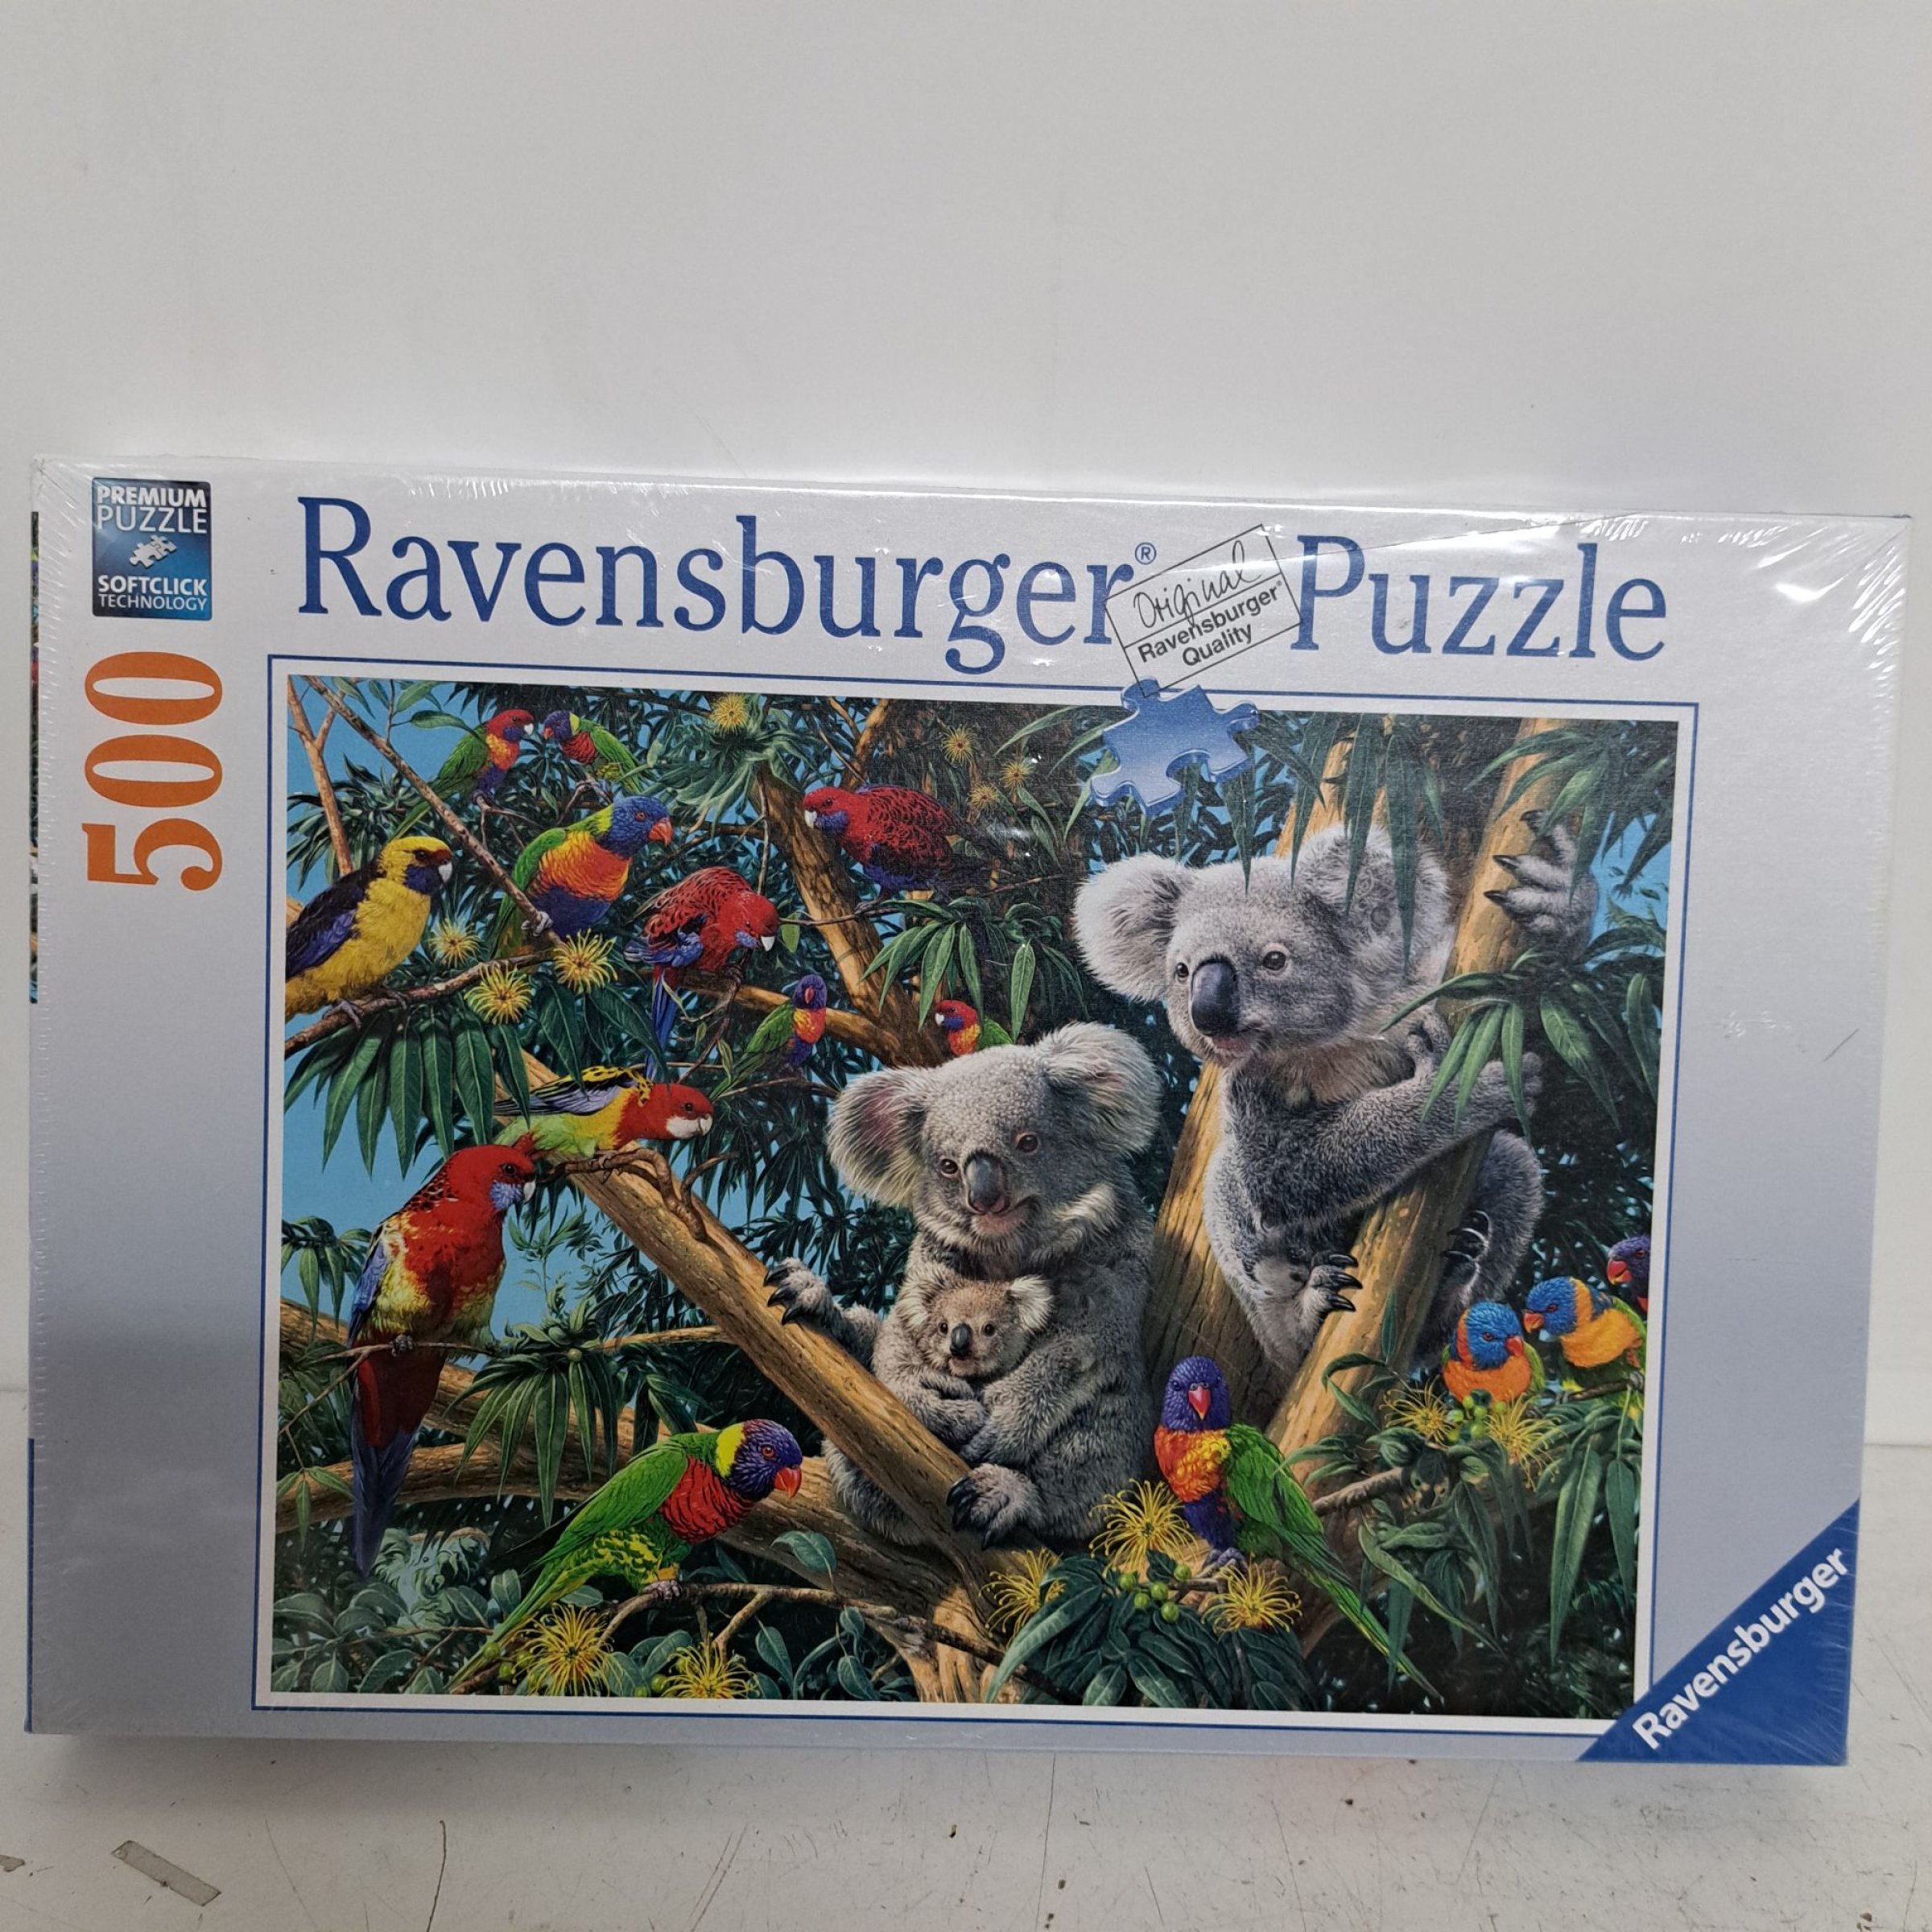 PREMIUM
PUZZLE
SOFTCLICK
TECHNOLOGY
500
Ravensburger® Puzzle
Original
Ravensburger®
Quality
Ravensburger